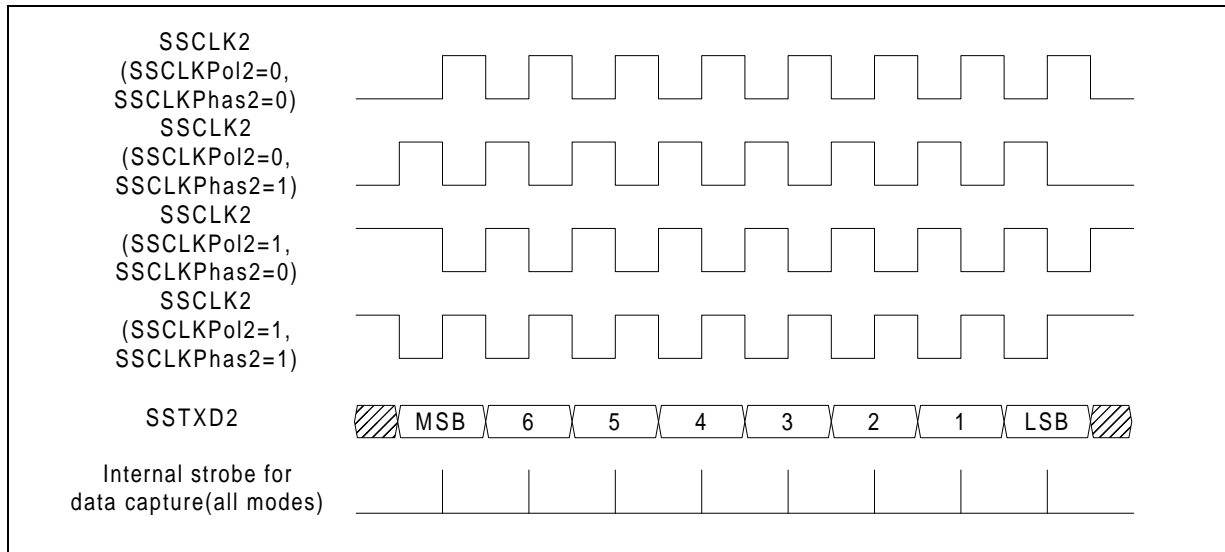 SSCLK2
(SSCLKPol2=0,
SSCLKPhas2=0)
SSCLK2
(SSCLKPol2=0,
SSCLKPhas2=1)
SSCLK2
(SSCLKPol2=1,
SSCLKPhas2=0)
SSCLK2
(SSCLKPol2=1,
SSCLKPhas2=1)
SSTXD2 MSB 6 5 4 3 2 1 LSB
Internal strobe for
data capture(all modes)